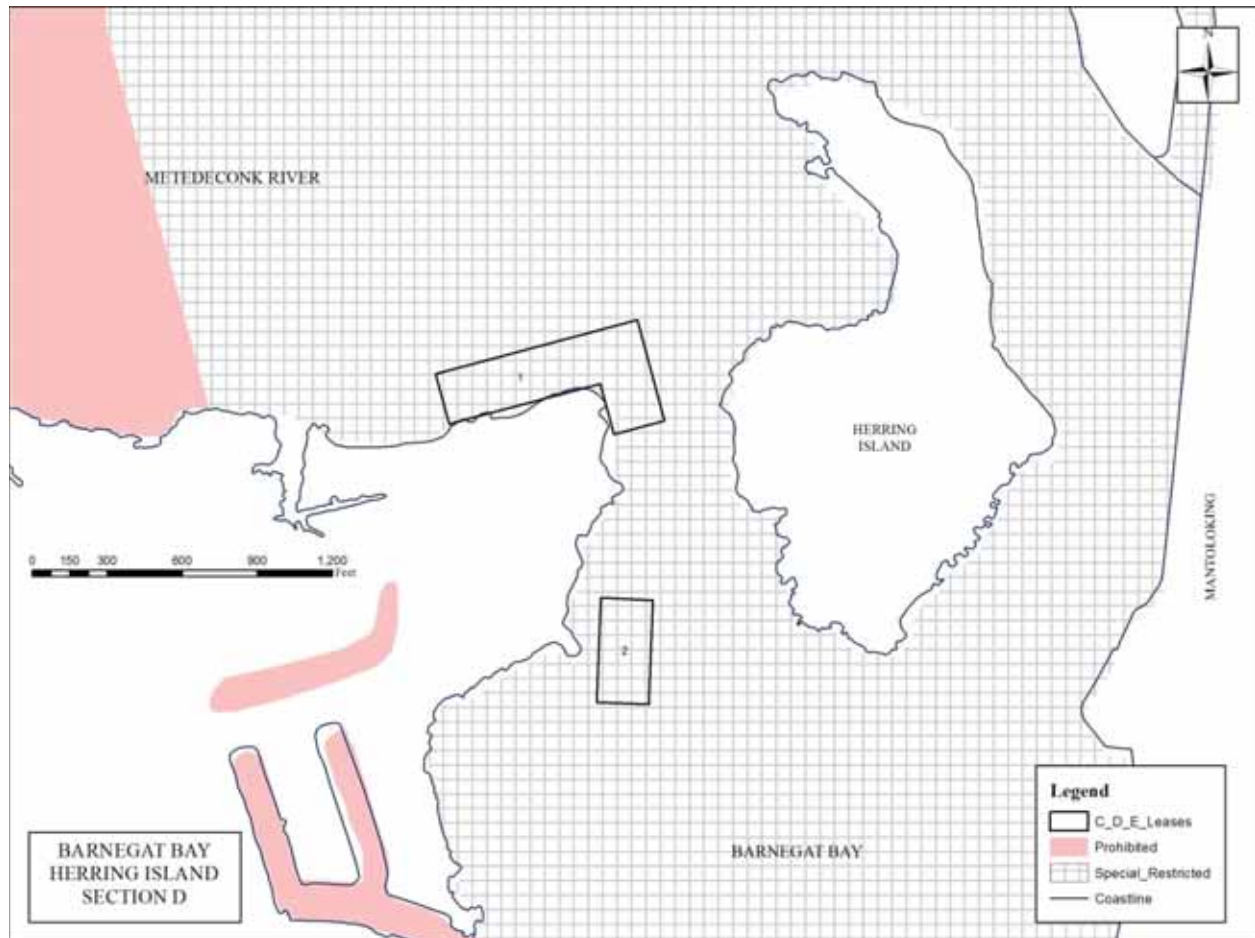 N
METEDECONK RIVER
1
HERRING
ISLAND
MANTOLOKING
0 150 300 600 900 1,200
Feet
2
BARNEGAT BAY
BARNEGAT BAY
HERRING ISLAND
SECTION D
Legend
C_D_E_Leases
Prohibited
Special_Restricted
Coastline